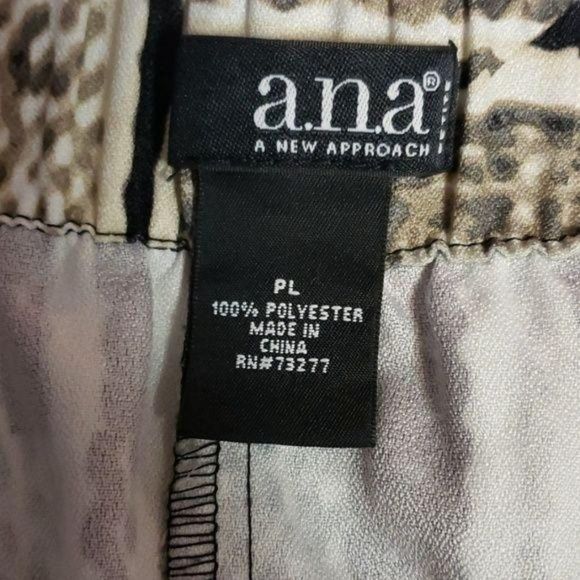 a.n.a®
A NEW APPROACH
PL
100% POLYESTER
MADE IN
CHINA
RN#73277